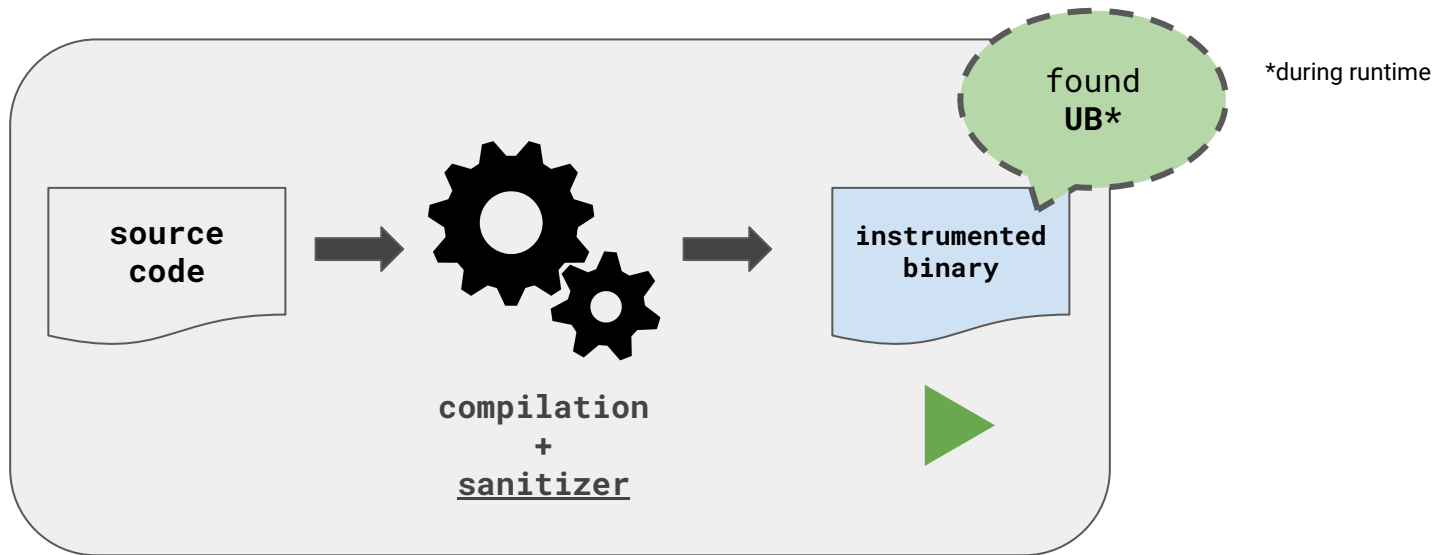 found
UB*
*during runtime
source
code
instrumented
binary
compilation
+
sanitizer